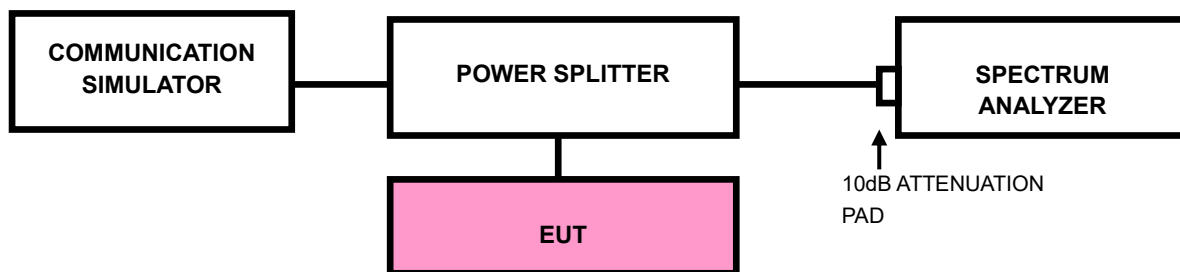 COMMUNICATION
SIMULATOR
POWER SPLITTER
SPECTRUM
ANALYZER
10dB ATTENUATION
PAD
EUT